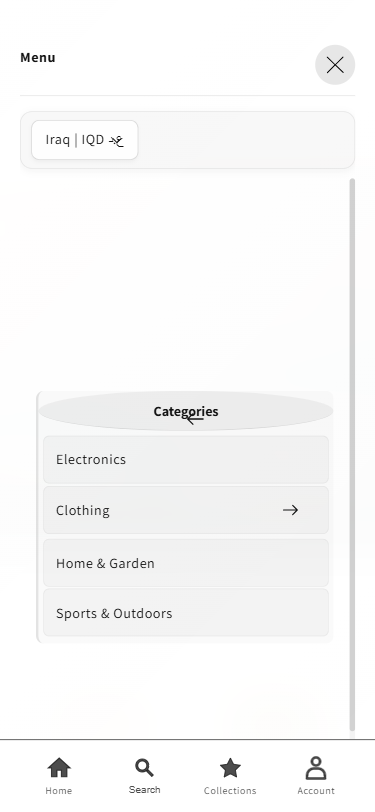 Menu
Iraq | IQD
Categories
Electronics
Clothing
Home & Garden
Sports & Outdoors
Home
Search
Collections
Account